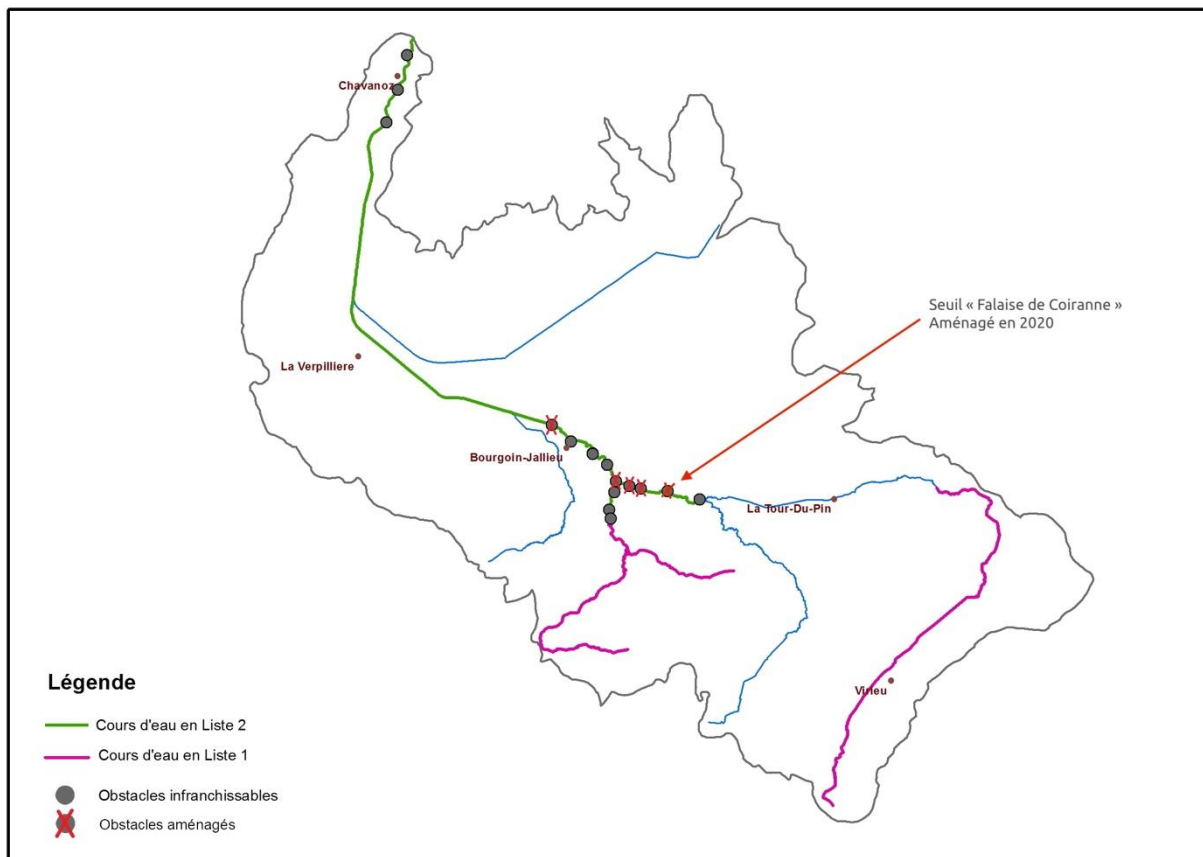 Chavanoz
Seuil « Falaise de Coiranne »
Aménagé en 2020
La Verpilliere
Bourgoin-Jallieu
La Tour-Du-Pin
Virieu
Légende
Cours d'eau en Liste 2
Cours d'eau en Liste 1
Obstacles infranchissables
Obstacles aménagés